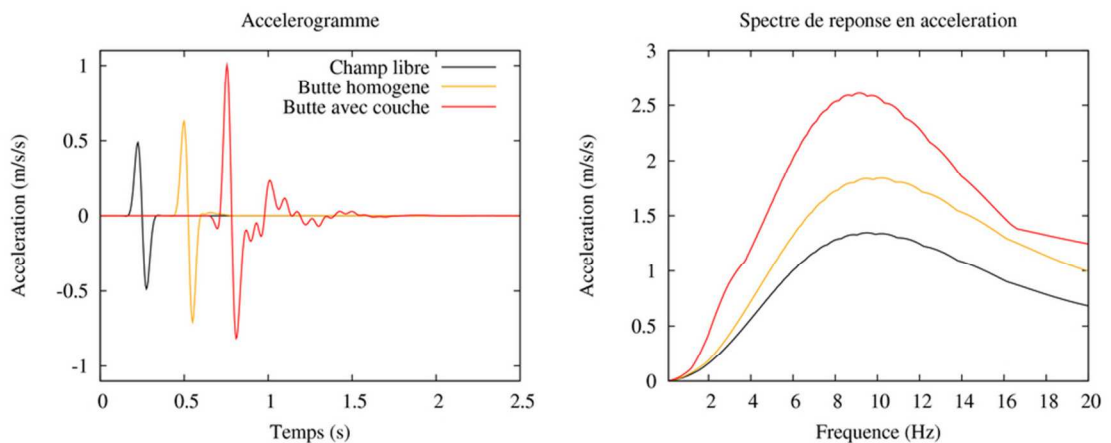 Accelerogramme
Acceleration (m/s/s)
1
0.5
0
-0.5
-1
Champ libre
Butte homogene
Butte avec couche
0 0.5 1 1.5 2 2.5
Temps (s)
Spectre de reponse en acceleration
Acceleration (m/s/s)
3
2.5
2
1.5
1
0.5
0
2 4 6 8 10 12 14 16 18 20
Frequence (Hz)